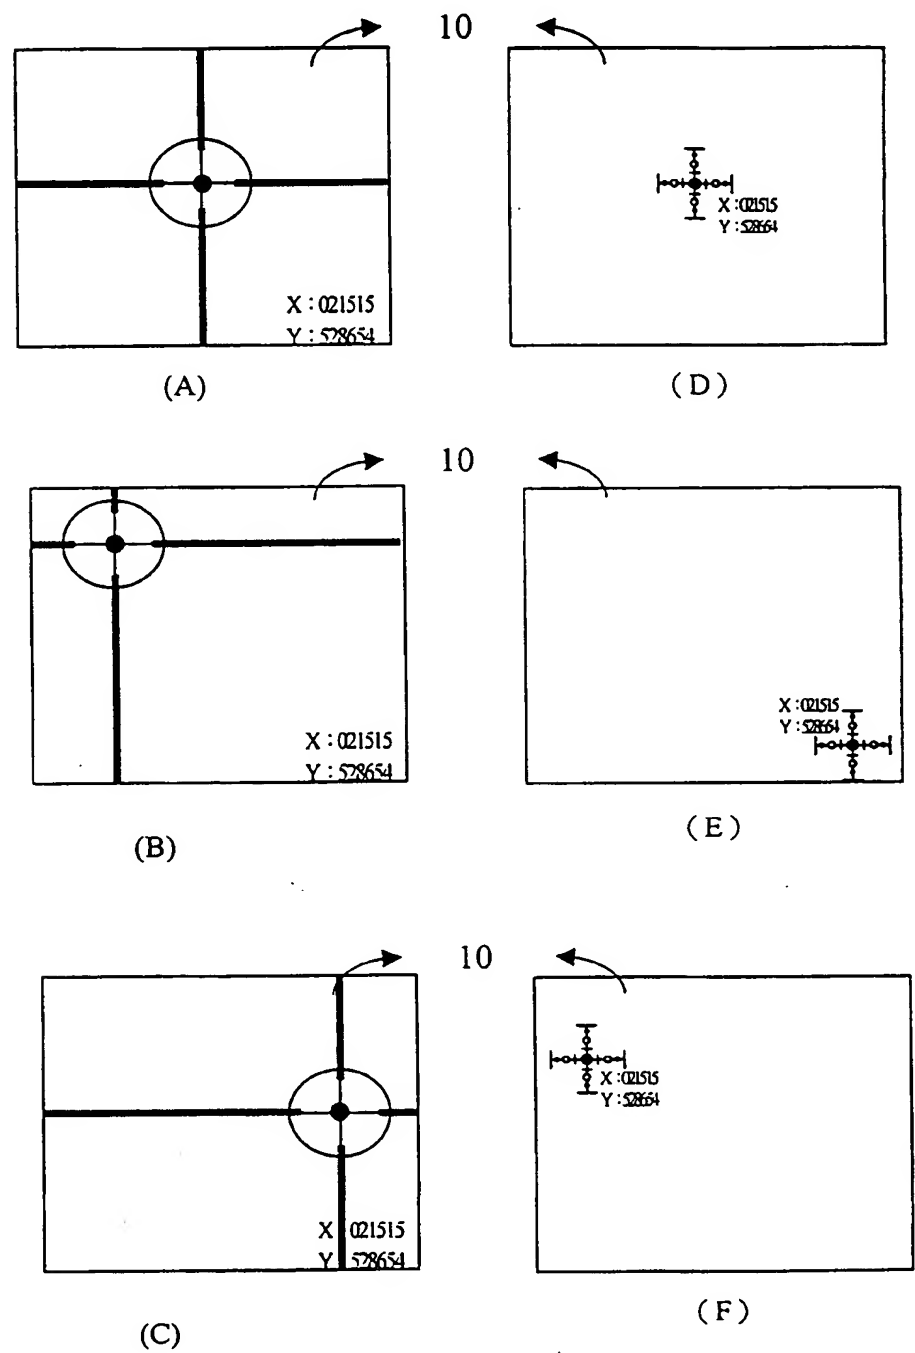 10
X : 021515
Y : 528654
(A)
X : 021515
Y : 528654
( D )
10
X : 021515
Y : 528654
(B)
X : 021515
Y : 528654
( E )
10
X 021515
Y 528654
(C)
X : 021515
Y : 528654
( F )